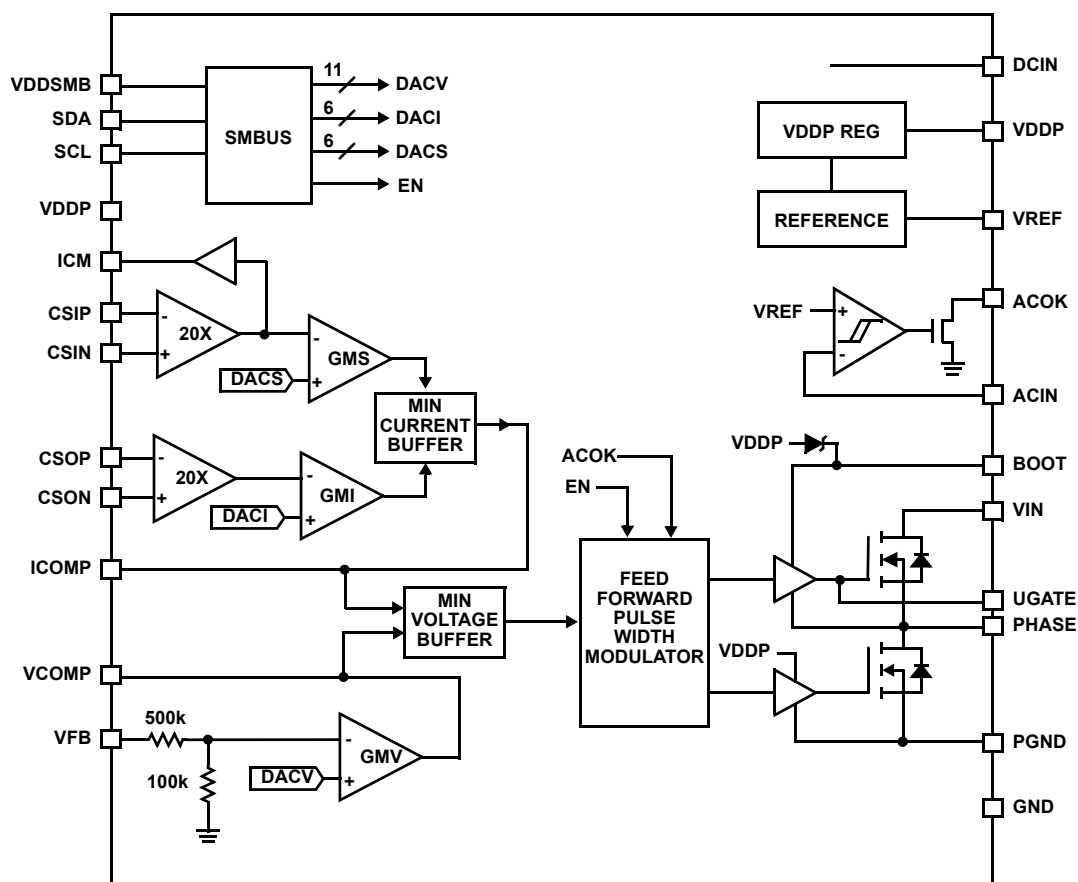 VDDSMB
SDA
SCL
VDDP
ICM
CSIP
CSIN
CSOP
CSON
ICOMP
VCOMP
VFB
SMBUS
11
DACV
6
DACI
6
DACS
EN
-
20X
+
-
GMS
DACS
+
MIN
CURRENT
BUFFER
-
20X
+
-
GMI
DACI
+
MIN
VOLTAGE
BUFFER
500k
100k
-
GMV
DACV
+
ACOK
EN
FEED
FORWARD
PULSE
WIDTH
MODULATOR
VDDP REG
REFERENCE
VREF
+
-
VDDP
VDDP
DCIN
VDDP
VREF
ACOK
ACIN
BOOT
VIN
UGATE
PHASE
PGND
GND